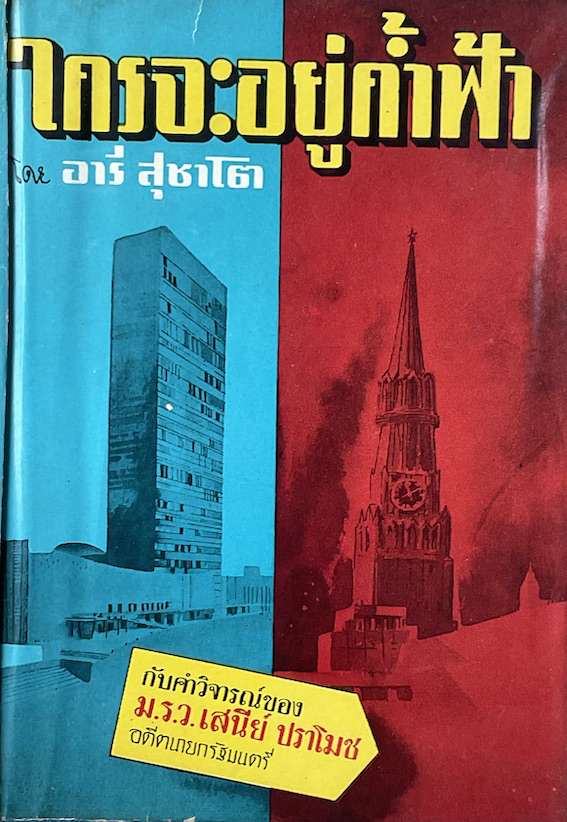 ใครจะอยู่ค้ำฟ้า
โดย อารี สุชาโต
กับคำวิจารณ์ของ
ม.ร.ว.เสนีย์ ปราโมช
อดีตนายกรัฐมนตรี